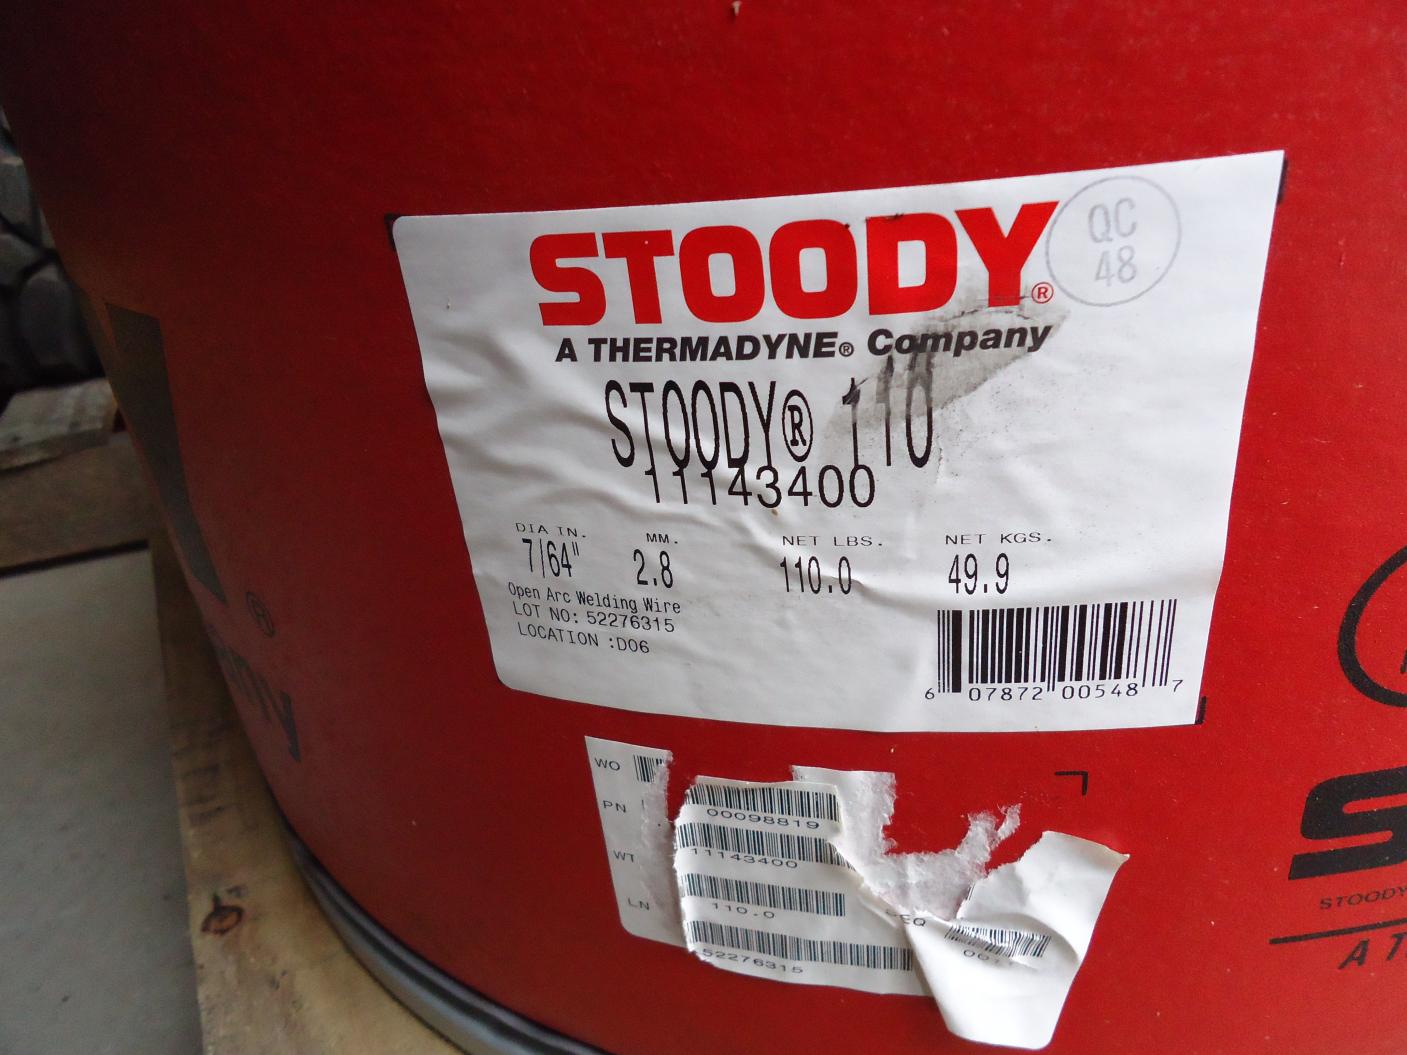 STOODY®
QC
48
A THERMADYNE® Company
STOODY® 110
11143400
DIA IN. MM. NET LBS. NET KGS.
7/64" 2.8 110.0 49.9
Open Arc Welding Wire
LOT NO: 52276315
LOCATION :D06
6 07872 00548 7
WO
00098819
PN
11143400
WT
110.0
LN
52276315
®
STOODY
A T